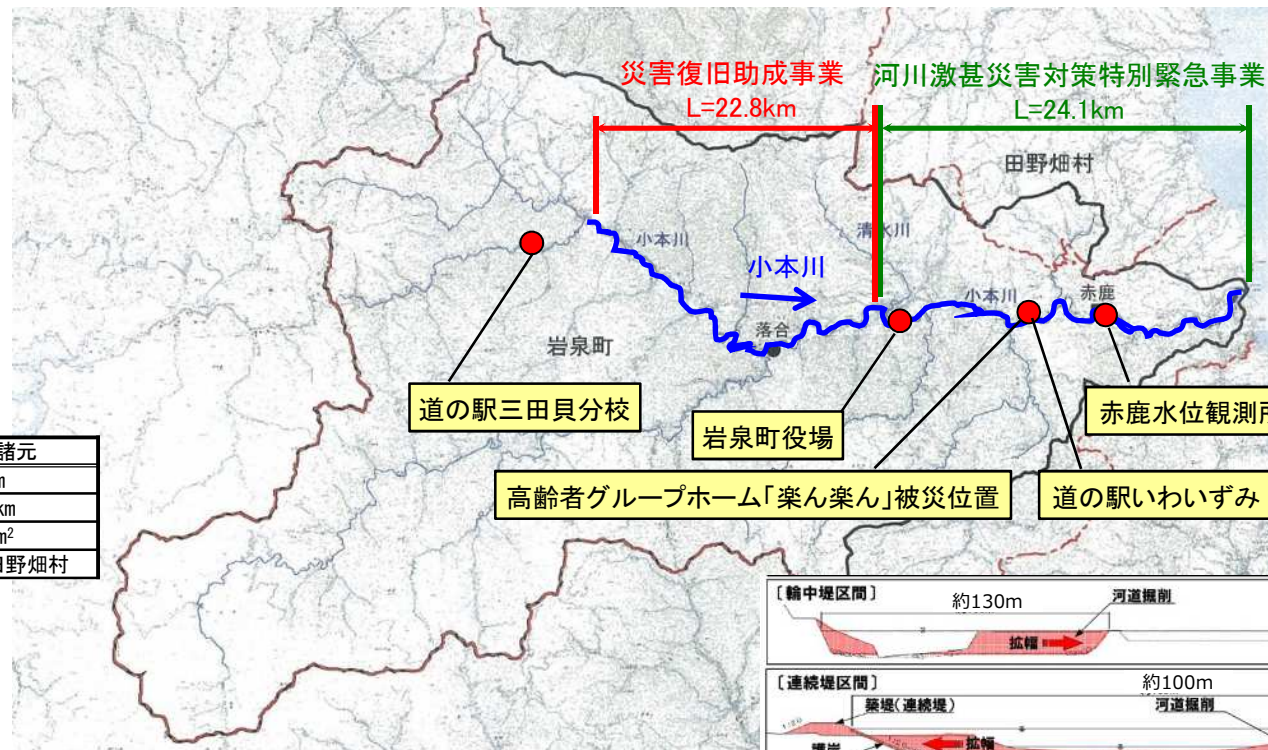 災害復旧助成事業
L=22.8km
河川激甚災害対策特別緊急事業
L=24.1km
田野畑村
小本川
清水川
小本川
小本川
赤鹿
落合
岩泉町
道の駅三田貝分校
岩泉町役場
赤鹿水位観測所
高齢者グループホーム「楽ん楽ん」被災位置
道の駅いわいずみ
諸元
m
km
m²
田野畑村
〔輪中堤区間〕
約130m
河道掘削
拡幅
〔連続堤区間〕
約100m
築堤(連続堤)
河道掘削
護岸
拡幅